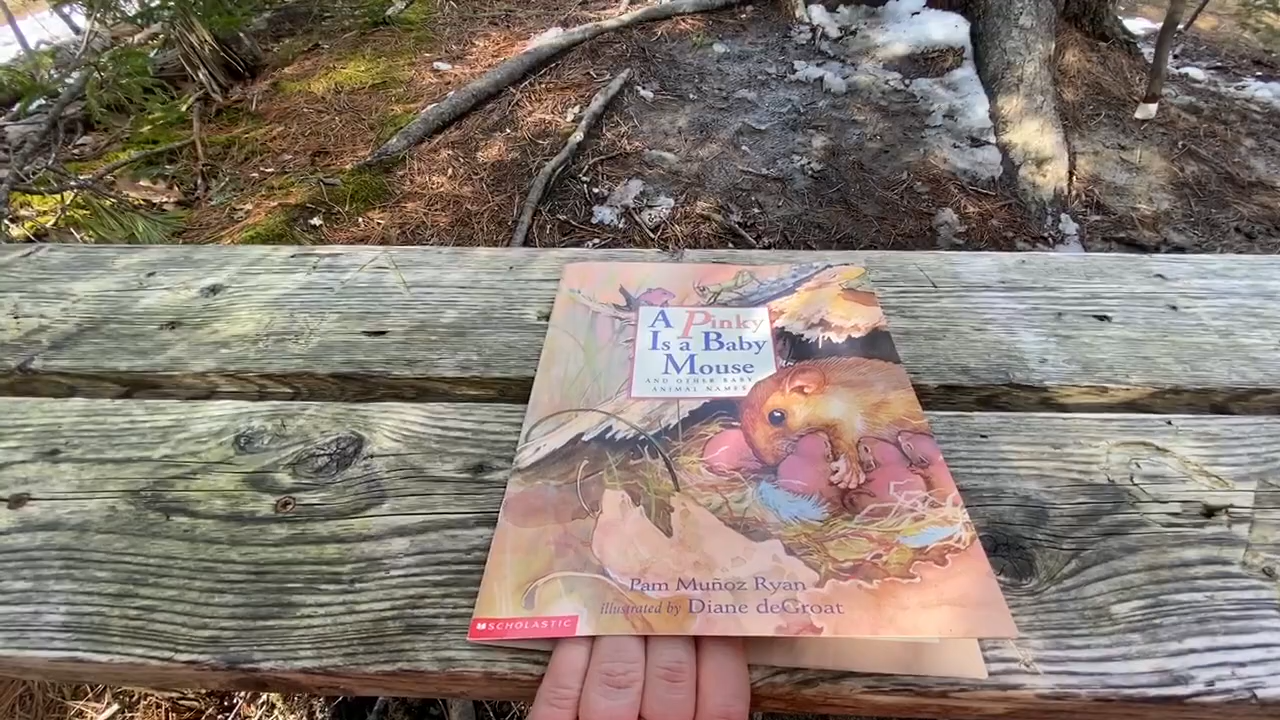 A Pinky
Is a Baby
Mouse
AND OTHER BABY
ANIMAL NAMES
Pam Muñoz Ryan
illustrated by Diane deGroat
SCHOLASTIC